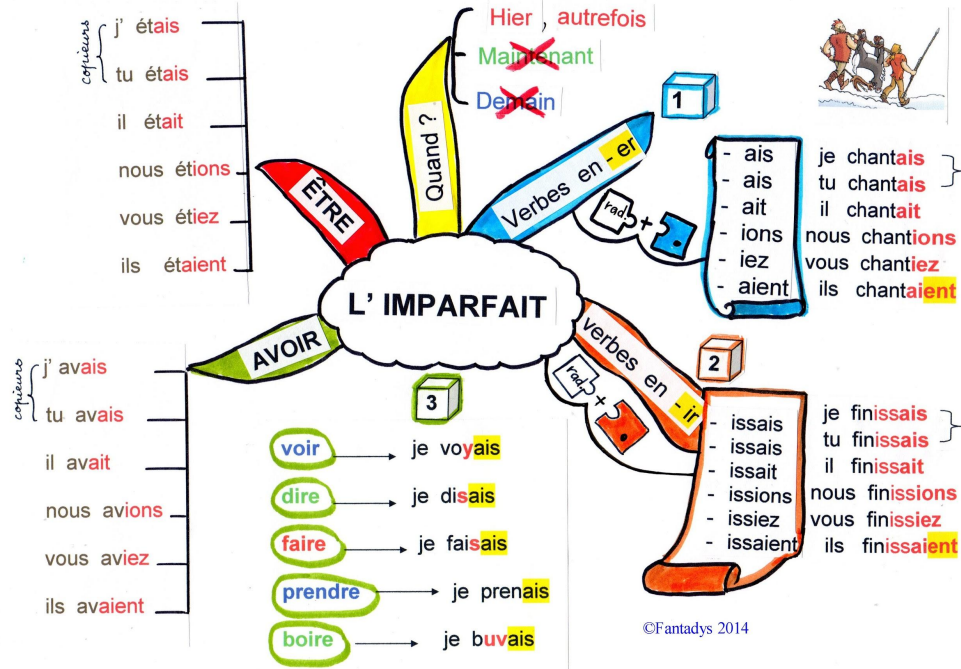 copieurs
j' étais
tu étais
il était
nous étions
vous étiez
ils étaient
ÊTRE
Quand ?
Hier , autrefois
Maintenant
Demain
Verbes en - er
1
rad.
+
- ais
- ais
- ait
- ions
- iez
- aient
je chantais
tu chantais
il chantait
nous chantions
vous chantiez
ils chantaient
L' IMPARFAIT
AVOIR
copieurs
j' avais
tu avais
il avait
nous avions
vous aviez
ils avaient
3
voir
je voyais
dire
je disais
faire
je faisais
prendre
je prenais
boire
je buvais
verbes en - ir
2
rad.
+
- issais
- issais
- issait
- issions
- issiez
- issaient
je finissais
tu finissais
il finissait
nous finissions
vous finissiez
ils finissaient
©Fantadys 2014